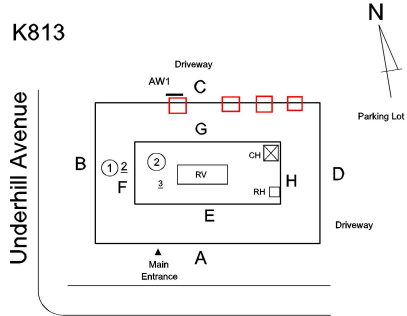 K813
N
Driveway
AW1
C
Parking Lot
Underhill Avenue
G
B
1 2
2
CH
RV
H
D
F
3
RH
E
Driveway
A
Main
Entrance